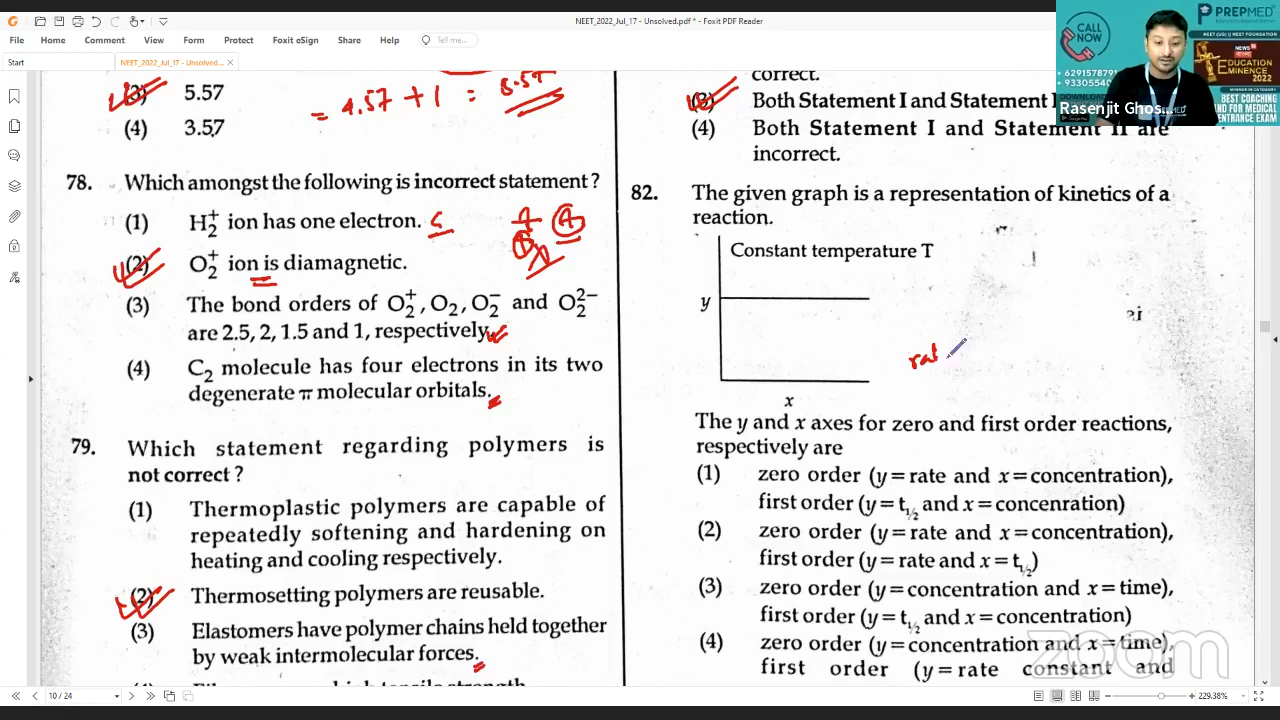 NEET_2022_Jul_17 - Unsolved.pdf * - Foxit PDF Reader
File Home Comment View Form Protect Foxit eSign Share Help Tell me...
Start
NEET_2022_Jul_17 - Unsolved.pdf *
(3) 5.57
= 4.57 + 1 = 5.57
(4) 3.57
78. Which amongst the following is incorrect statement ?
(1) H₂⁺ ion has one electron.
(2) O₂⁺ ion is diamagnetic.
(3) The bond orders of O₂⁺, O₂, O₂⁻ and O₂²⁻
are 2.5, 2, 1.5 and 1, respectively.
(4) C₂ molecule has four electrons in its two
degenerate π molecular orbitals.
79. Which statement regarding polymers is
not correct ?
(1) Thermoplastic polymers are capable of
repeatedly softening and hardening on
heating and cooling respectively.
(2) Thermosetting polymers are reusable.
(3) Elastomers have polymer chains held together
by weak intermolecular forces.
correct.
(3) Both Statement I and Statement
(4) Both Statement I and Statement II are
incorrect.
82. The given graph is a representation of kinetics of a
reaction.
Constant temperature T
y
x
rat
The y and x axes for zero and first order reactions,
respectively are
(1) zero order (y = rate and x = concentration),
first order (y = t½ and x = concenration)
(2) zero order (y = rate and x = concentration),
first order (y = rate and x = t½)
(3) zero order (y = concentration and x = time),
first order (y = t½ and x = concentration)
(4) zero order (y = concentration and x = time),
first order (y = rate constant and
zoom
PREPMED
NEET (UG) || NEET FOUNDATION
CALL
NOW
NEWS
EDUCATION
EMINENCE
2022
BEST COACHING
AND FOR MEDICAL
ENTRANCE EXAM
Rasenjit Ghos...
10 / 24
229.38%